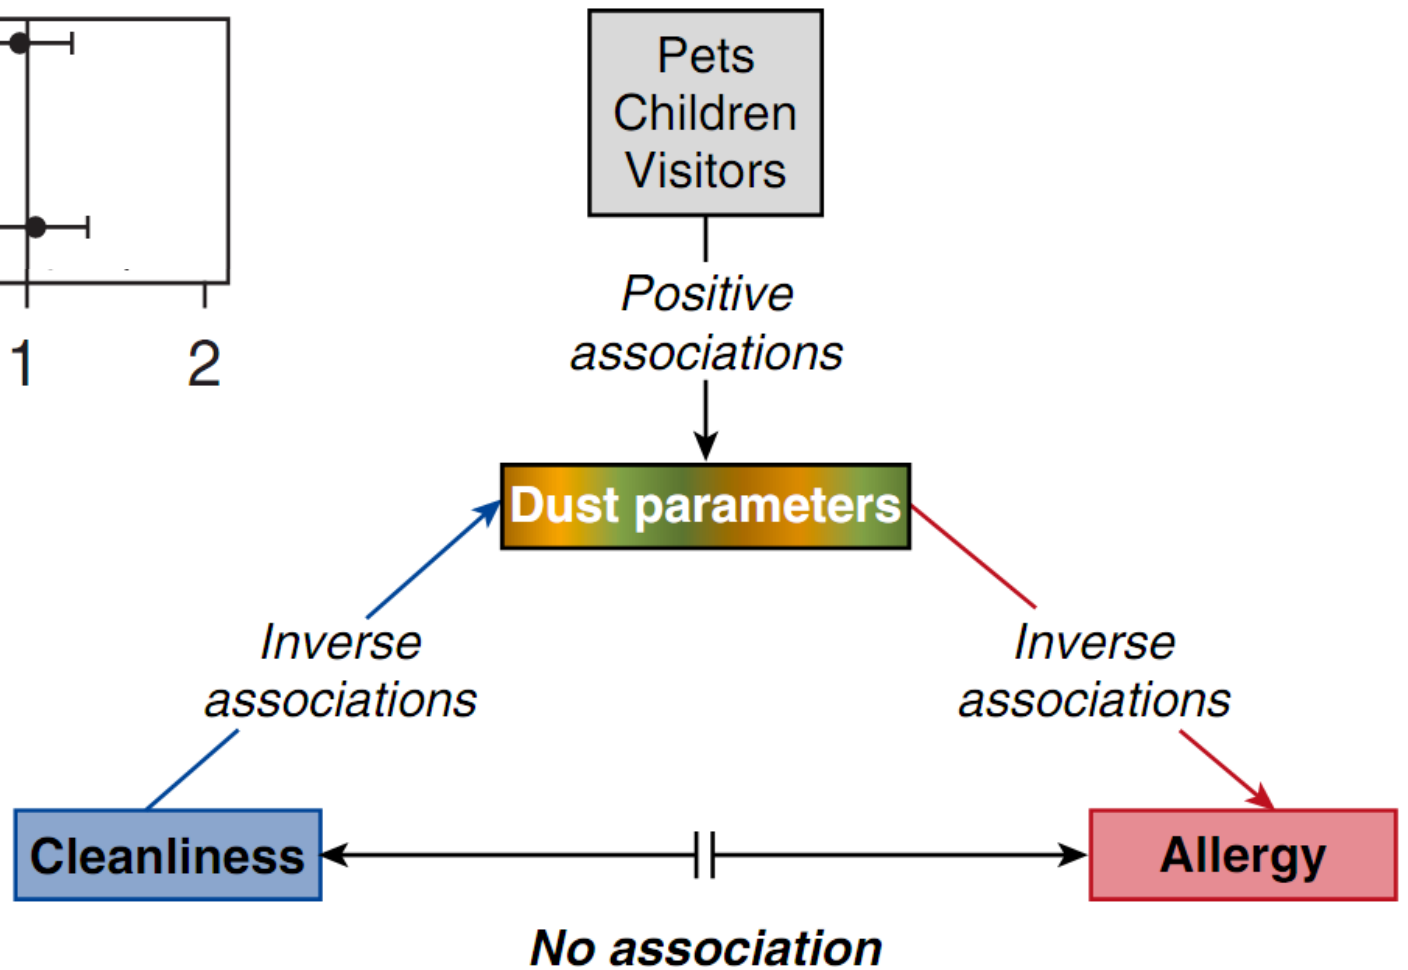 1
2
Pets
Children
Visitors
Positive
associations
Dust parameters
Inverse
associations
Inverse
associations
Cleanliness
Allergy
No association